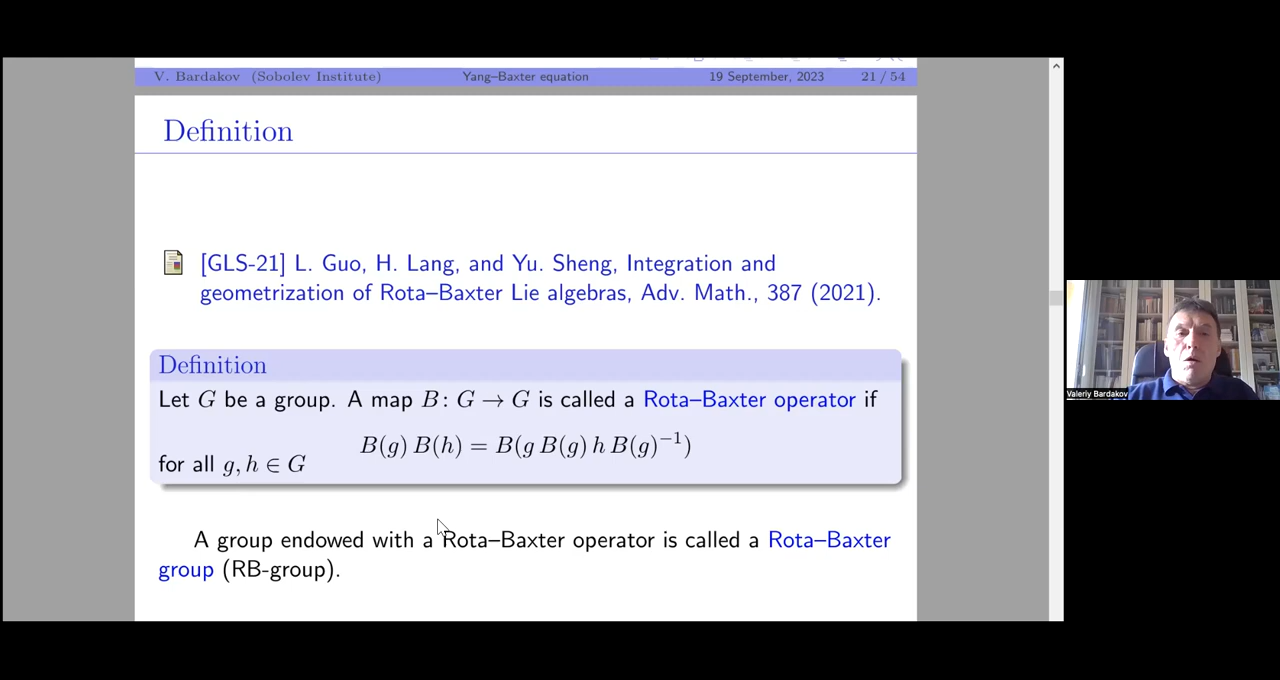 V. Bardakov (Sobolev Institute) Yang–Baxter equation 19 September, 2023 21 / 54
Definition
[GLS-21] L. Guo, H. Lang, and Yu. Sheng, Integration and
geometrization of Rota–Baxter Lie algebras, Adv. Math., 387 (2021).
Definition
Let G be a group. A map B: G → G is called a Rota–Baxter operator if
B(g) B(h) = B(g B(g) h B(g)⁻¹)
for all g, h ∈ G
A group endowed with a Rota–Baxter operator is called a Rota–Baxter
group (RB-group).
Valeriy Bardakov